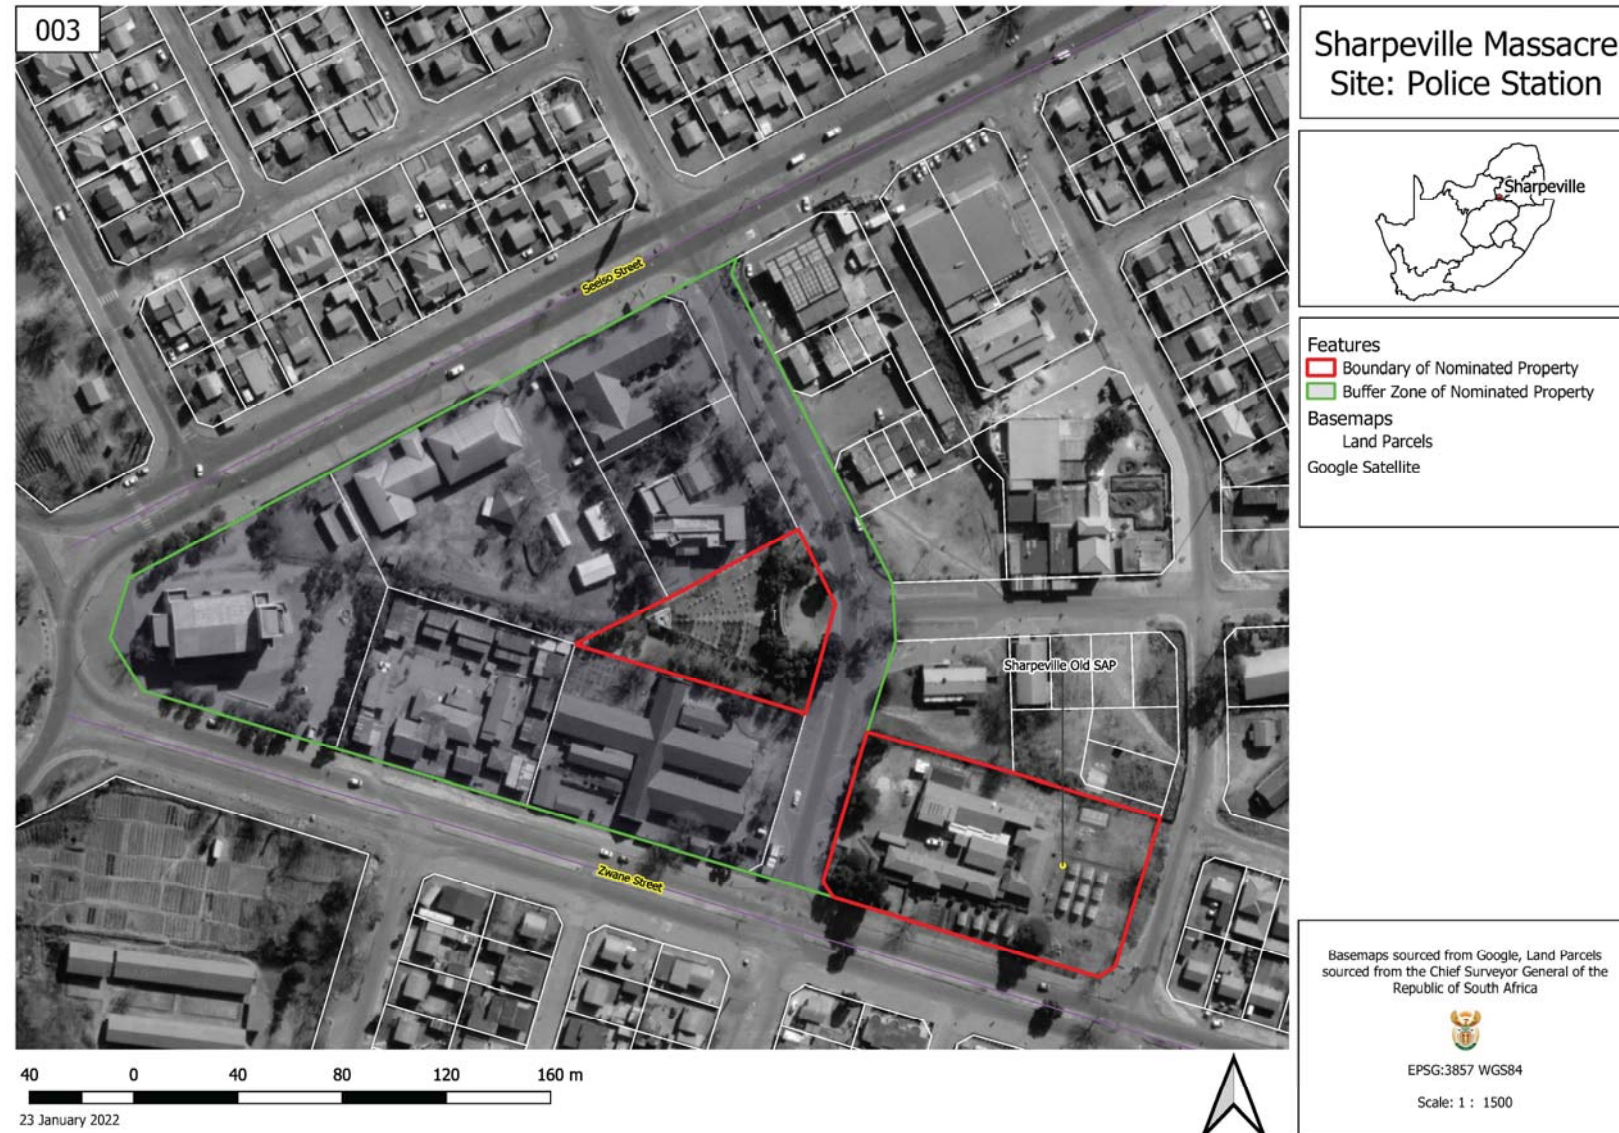 003
Sharpeville Massacre
Site: Police Station
Sharpeville
Seeiso Street
Features
Boundary of Nominated Property
Buffer Zone of Nominated Property
Basemaps
Land Parcels
Google Satellite
Sharpeville Old SAP
Zwane Street
Basemaps sourced from Google, Land Parcels
sourced from the Chief Surveyor General of the
Republic of South Africa
EPSG:3857 WGS84
Scale: 1 : 1500
40 0 40 80 120 160 m
23 January 2022